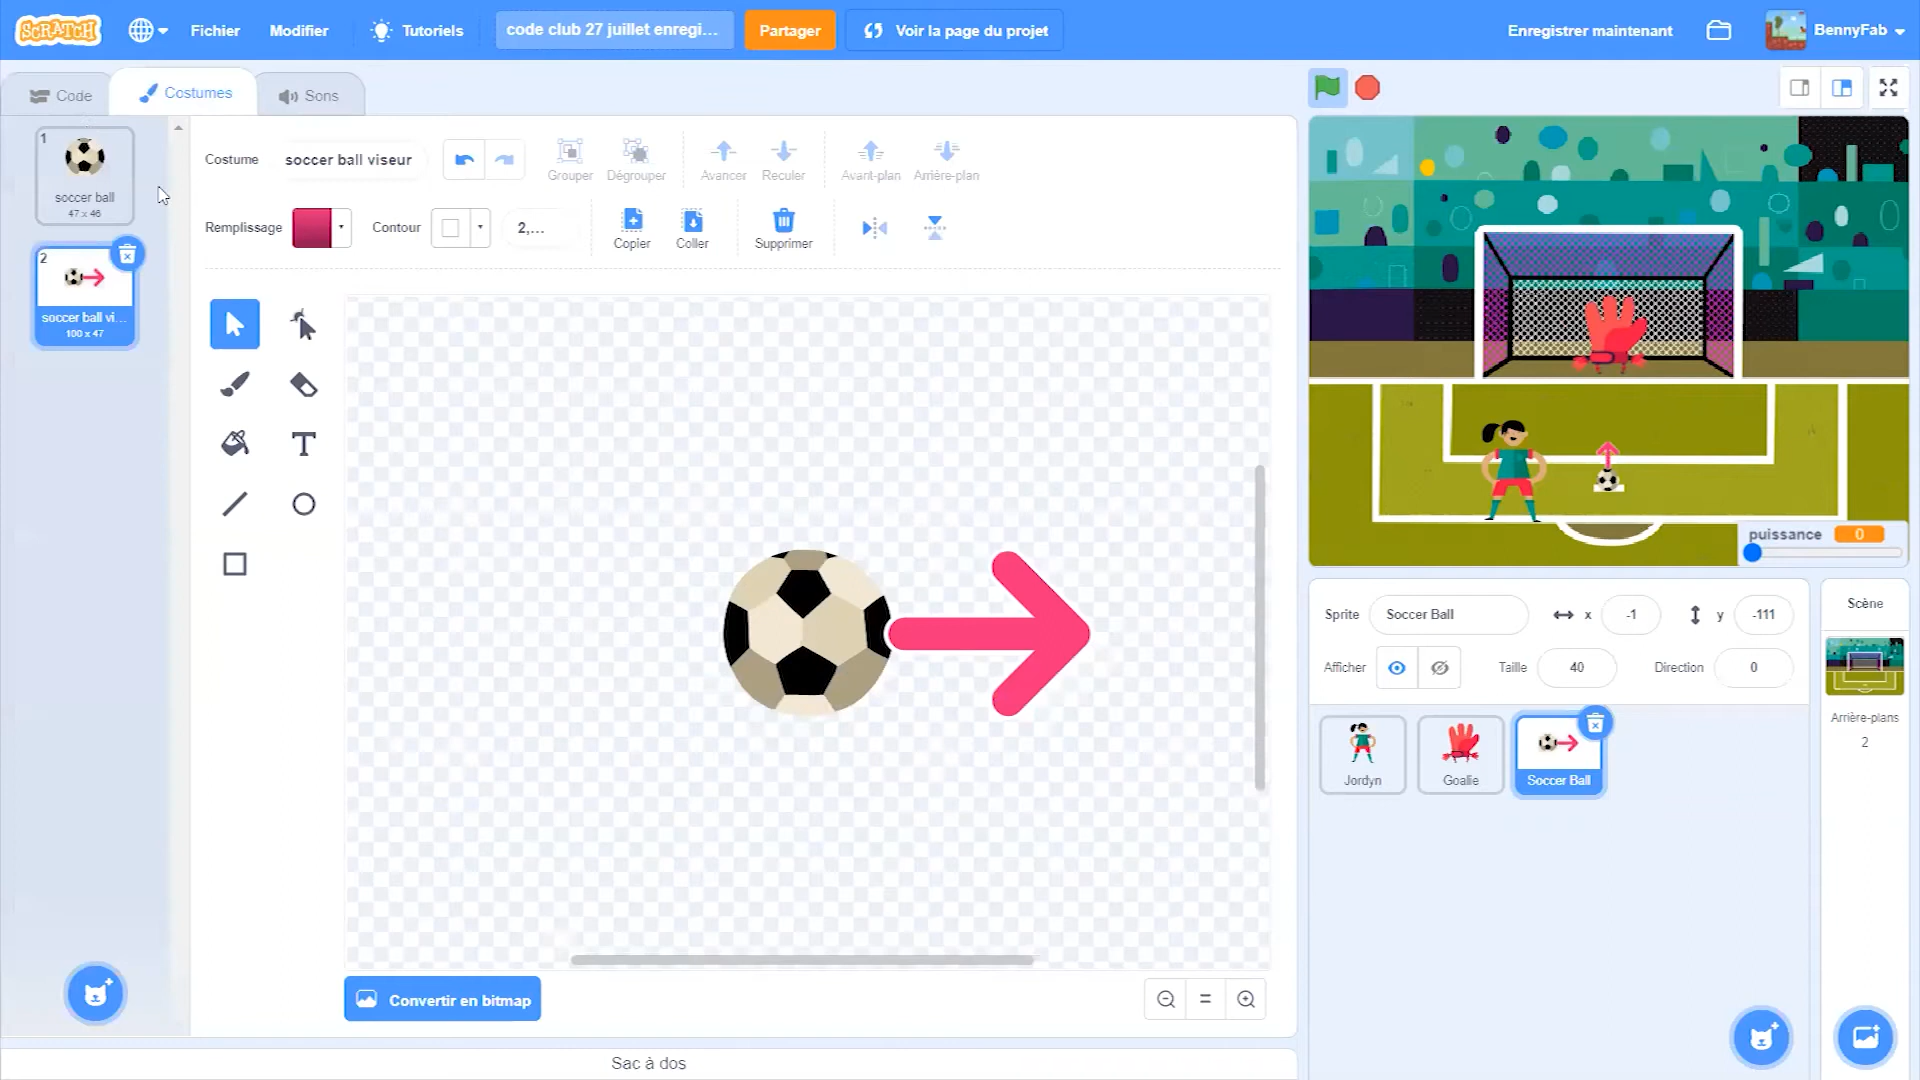 SCRATCH
Fichier
Modifier
Tutoriels
code club 27 juillet enregi...
Partager
Voir la page du projet
Enregistrer maintenant
BennyFab
Code
Costumes
Sons
1
soccer ball
47 x 46
2
soccer ball vi...
100 x 47
Costume
soccer ball viseur
Grouper
Dégrouper
Avancer
Reculer
Avant-plan
Arrière-plan
Remplissage
Contour
2,...
Copier
Coller
Supprimer
T
Convertir en bitmap
=
Sac à dos
puissance
0
Sprite
Soccer Ball
x
-1
y
-111
Afficher
Taille
40
Direction
0
Jordyn
Goalie
Soccer Ball
Scène
Arrière-plans
2